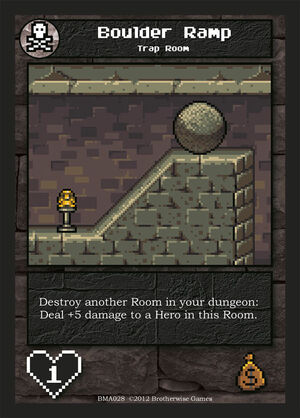 Boulder Ramp
Trap Room
Destroy another Room in your dungeon:
Deal +5 damage to a Hero in this Room.
1
BMA028 ©2012 Brotherwise Games